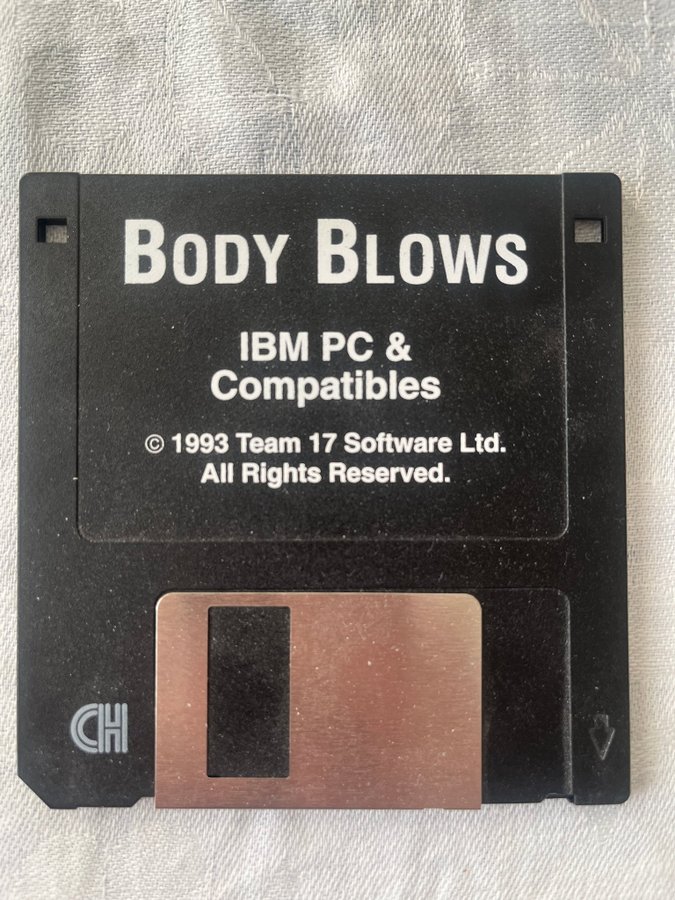 BODY BLOWS
IBM PC &
Compatibles
© 1993 Team 17 Software Ltd.
All Rights Reserved.
CH